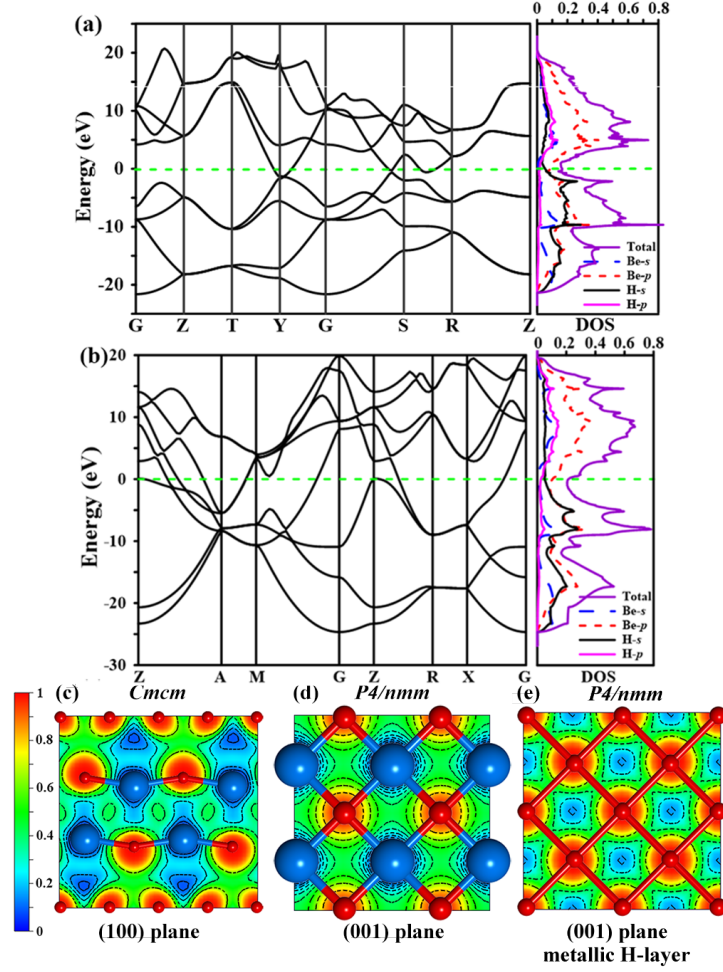 (a)
0 0.2 0.4 0.6 0.8
20
10
0
-10
-20
Energy (eV)
Total
Be-s
Be-p
H-s
H-p
G Z T Y G S R Z DOS
(b)
0 0.2 0.4 0.6 0.8
20
10
0
-10
-20
-30
Energy (eV)
Total
Be-s
Be-p
H-s
H-p
Z A M G Z R X G DOS
(c) Cmcm (d) P4/nmm (e) P4/nmm
1
0.8
0.6
0.4
0.2
0
(100) plane (001) plane (001) plane
metallic H-layer